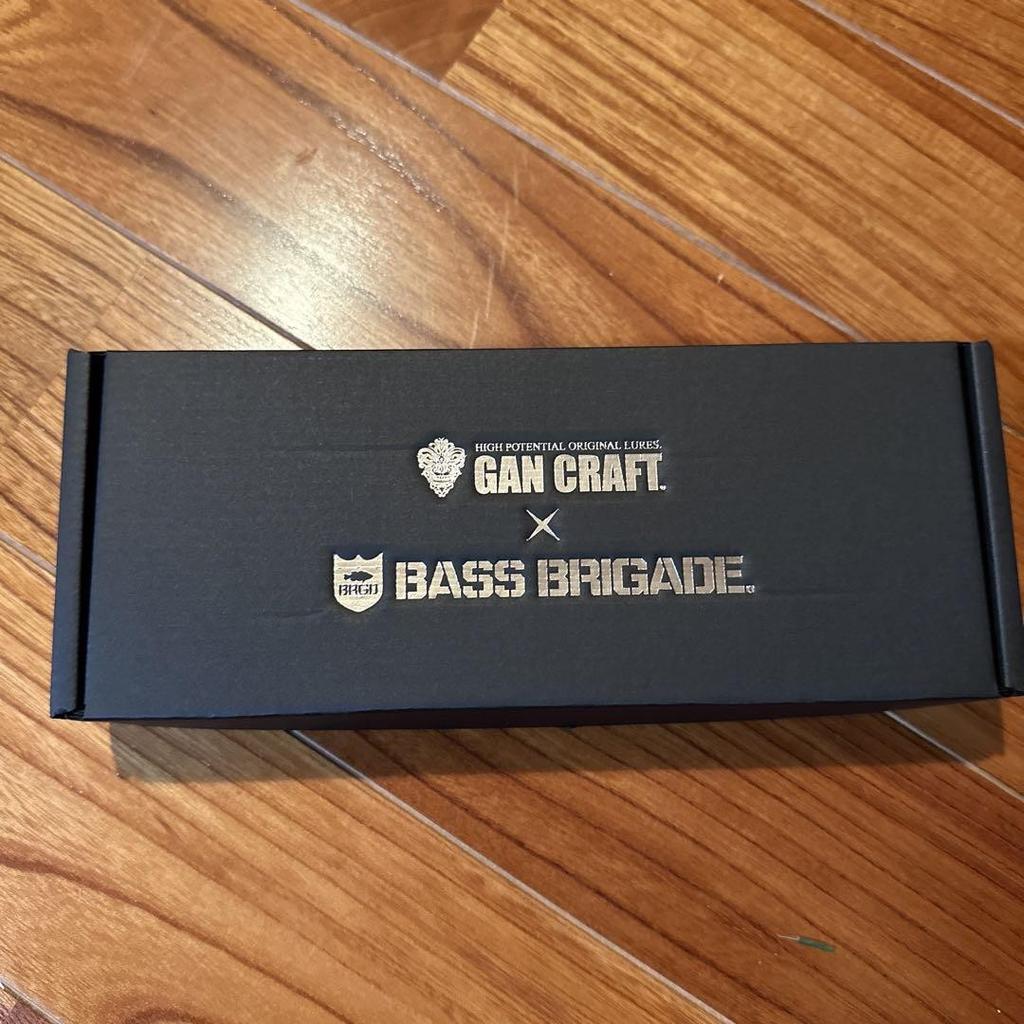 HIGH POTENTIAL ORIGINAL LURES.
GAN CRAFT.
×
BRGD
BASS BRIGADE.